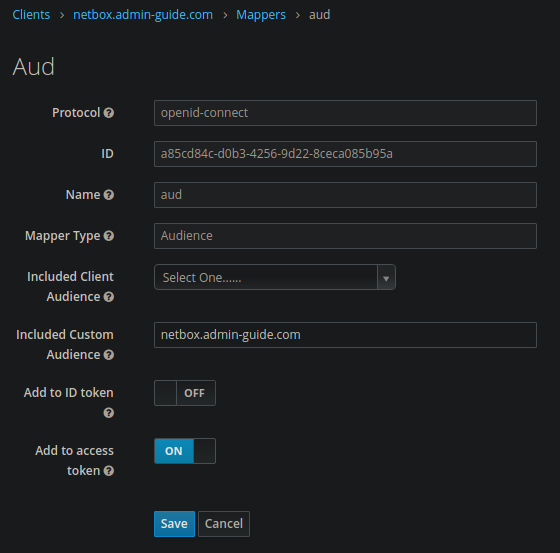 Clients > netbox.admin-guide.com > Mappers > aud
Aud
Protocol ? openid-connect
ID a85cd84c-d0b3-4256-9d22-8ceca085b95a
Name ? aud
Mapper Type ? Audience
Included Client Audience ? Select One......
Included Custom Audience ? netbox.admin-guide.com
Add to ID token ? OFF
Add to access token ? ON
Save Cancel